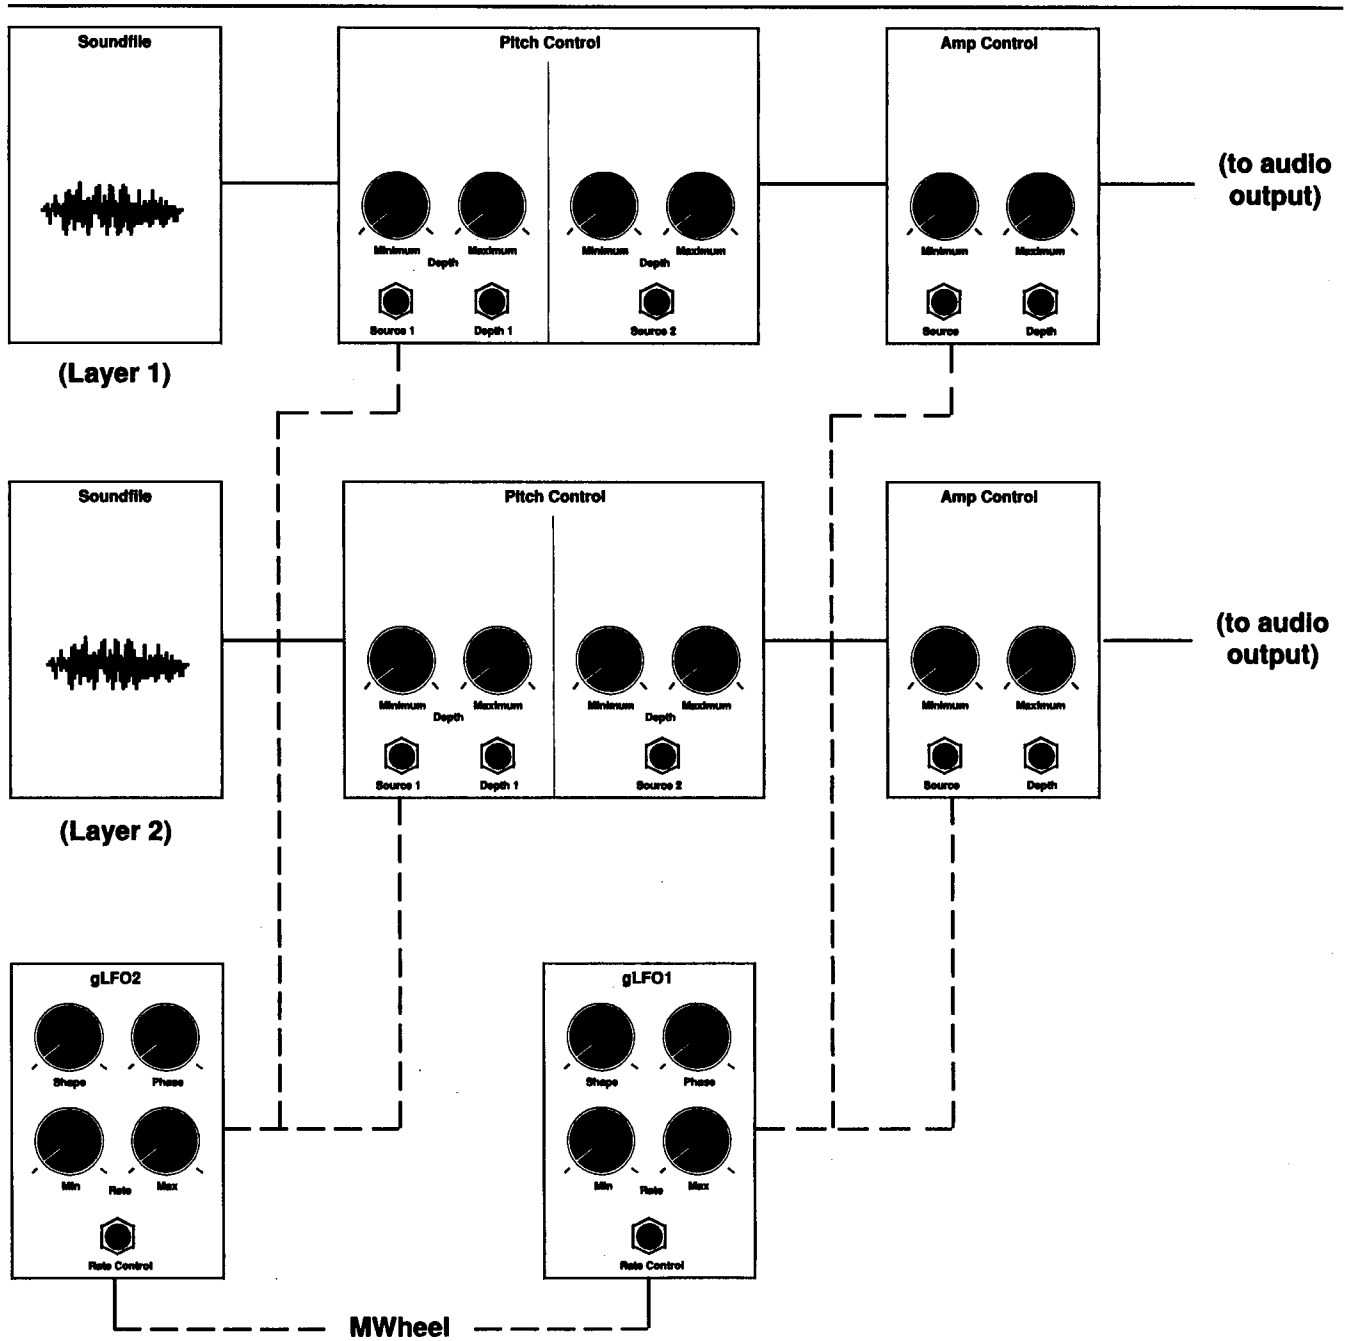 Soundfile
Pitch Control
Amp Control
Minimum
Maximum
Depth
Minimum
Maximum
Depth
Minimum
Maximum
Source 1
Depth 1
Source 2
Source
Depth
(to audio
output)
(Layer 1)
Soundfile
Pitch Control
Amp Control
Minimum
Maximum
Depth
Minimum
Maximum
Depth
Minimum
Maximum
Source 1
Depth 1
Source 2
Source
Depth
(to audio
output)
(Layer 2)
gLFO2
Shape
Phase
Min
Rate
Max
Rate Control
gLFO1
Shape
Phase
Min
Rate
Max
Rate Control
MWheel